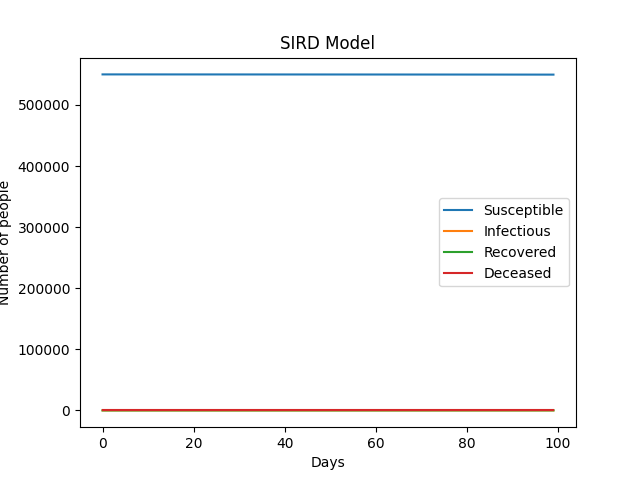 SIRD Model
Number of people
500000
400000
300000
200000
100000
0
Susceptible
Infectious
Recovered
Deceased
0 20 40 60 80 100
Days